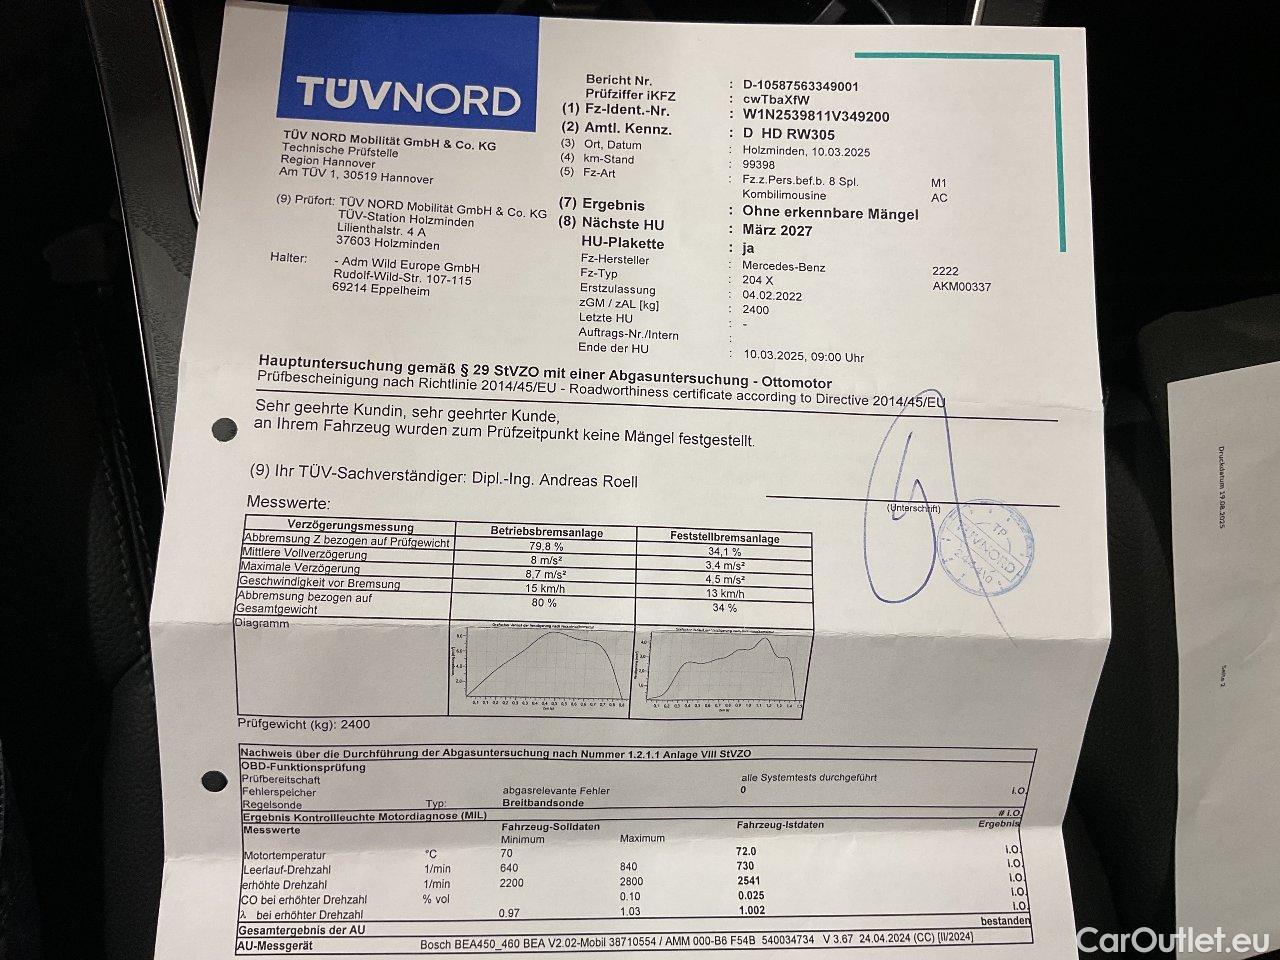 TÜVNORD
TÜV NORD Mobilität GmbH & Co. KG
Technische Prüfstelle
Region Hannover
Am TÜV 1, 30519 Hannover
(9) Prüfort: TÜV NORD Mobilität GmbH & Co. KG
TÜV-Station Holzminden
Lilienthalstr. 4 A
37603 Holzminden
Halter: - Adm Wild Europe GmbH
Rudolf-Wild-Str. 107-115
69214 Eppelheim
Bericht Nr. : D-10587563349001
Prüfziffer iKFZ : cwTbaXfW
(1) Fz-Ident.-Nr. : W1N2539811V349200
(2) Amtl. Kennz. : D HD RW305
(3) Ort, Datum : Holzminden, 10.03.2025
(4) km-Stand : 99398
(5) Fz-Art : Fz.z.Pers.bef.b. 8 Spl. M1
Kombilimousine AC
(7) Ergebnis : Ohne erkennbare Mängel
(8) Nächste HU : März 2027
HU-Plakette : ja
Fz-Hersteller : Mercedes-Benz 2222
Fz-Typ : 204 X AKM00337
Erstzulassung : 04.02.2022
zGM / zAL [kg] : 2400
Letzte HU : -
Auftrags-Nr./Intern :
Ende der HU : 10.03.2025, 09:00 Uhr
Hauptuntersuchung gemäß § 29 StVZO mit einer Abgasuntersuchung - Ottomotor
Prüfbescheinigung nach Richtlinie 2014/45/EU - Roadworthiness certificate according to Directive 2014/45/EU
Sehr geehrte Kundin, sehr geehrter Kunde,
an Ihrem Fahrzeug wurden zum Prüfzeitpunkt keine Mängel festgestellt.
(9) Ihr TÜV-Sachverständiger: Dipl.-Ing. Andreas Roell
(Unterschrift)
TP
TÜVNORD
Messwerte:
Verzögerungsmessung Betriebsbremsanlage Feststellbremsanlage
Abbremsung Z bezogen auf Prüfgewicht 79,8 % 34,1 %
Mittlere Vollverzögerung 8 m/s² 3,4 m/s²
Maximale Verzögerung 8,7 m/s² 4,5 m/s²
Geschwindigkeit vor Bremsung 15 km/h 13 km/h
Abbremsung bezogen auf Gesamtgewicht 80 % 34 %
Diagramm
Prüfgewicht (kg): 2400
Nachweis über die Durchführung der Abgasuntersuchung nach Nummer 1.2.1.1 Anlage VIII StVZO
OBD-Funktionsprüfung
Prüfbereitschaft alle Systemtests durchgeführt
Fehlerspeicher abgasrelevante Fehler 0 i.O.
Regelsonde Typ: Breitbandsonde
Ergebnis Kontrollleuchte Motordiagnose (MIL) # i.O.
Messwerte Fahrzeug-Solldaten Fahrzeug-Istdaten Ergebnis
Minimum Maximum
Motortemperatur °C 70 72.0 i.O.
Leerlauf-Drehzahl 1/min 640 840 730 i.O.
erhöhte Drehzahl 1/min 2200 2800 2541 i.O.
CO bei erhöhter Drehzahl % vol 0.10 0.025 i.O.
λ bei erhöhter Drehzahl 0.97 1.03 1.002 i.O.
Gesamtergebnis der AU bestanden
AU-Messgerät Bosch BEA450_460 BEA V2.02-Mobil 38710554 / AMM 000-B6 F54B 540034734 V 3.67 24.04.2024 (CC) [II/2024]
Druckdatum 19.08.2025
Seite 2
CarOutlet.eu